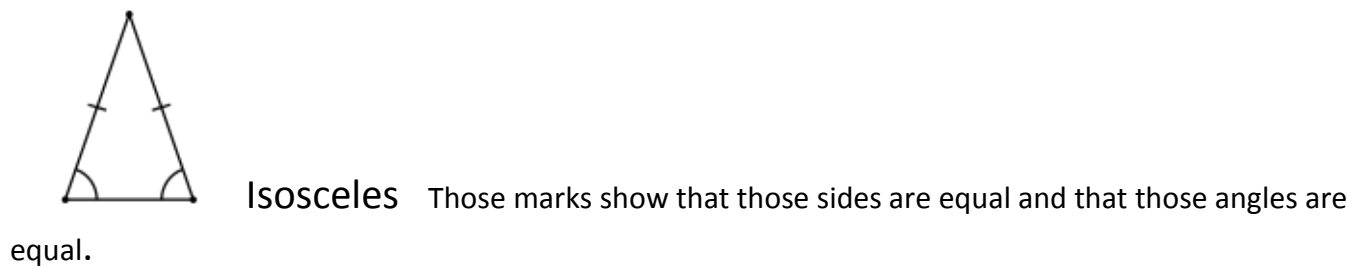 Isosceles Those marks show that those sides are equal and that those angles are
equal.